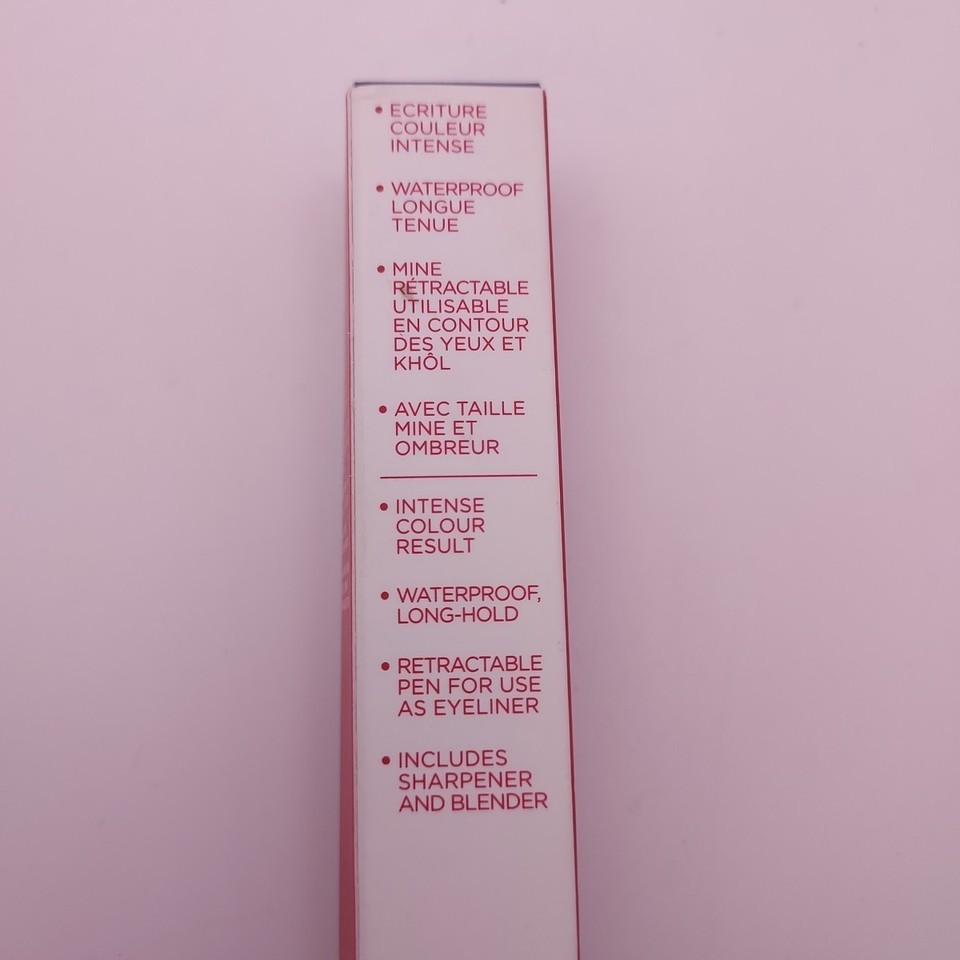 • ECRITURE
COULEUR
INTENSE
• WATERPROOF
LONGUE
TENUE
• MINE
RÉTRACTABLE
UTILISABLE
EN CONTOUR
DES YEUX ET
KHÔL
• AVEC TAILLE
MINE ET
OMBREUR
• INTENSE
COLOUR
RESULT
• WATERPROOF,
LONG-HOLD
• RETRACTABLE
PEN FOR USE
AS EYELINER
• INCLUDES
SHARPENER
AND BLENDER